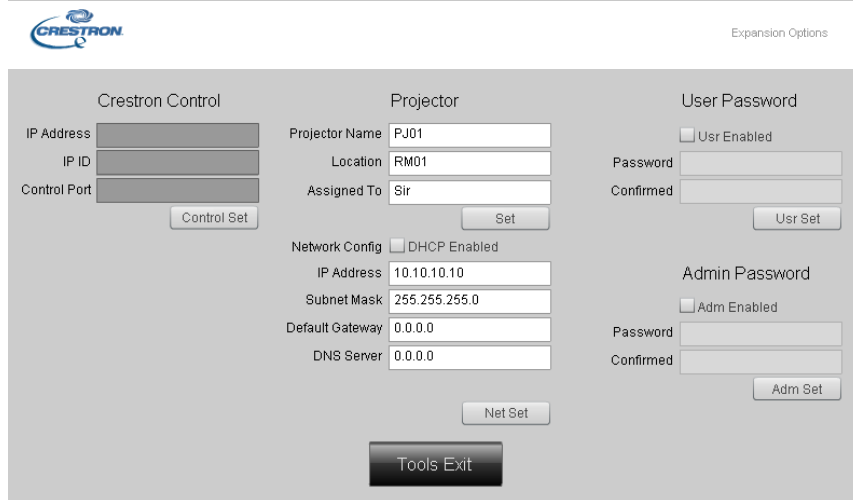 CRESTRON
Expansion Options
Crestron Control
IP Address
IP ID
Control Port
Control Set
Projector
Projector Name PJ01
Location RM01
Assigned To Sir
Set
Network Config DHCP Enabled
IP Address 10.10.10.10
Subnet Mask 255.255.255.0
Default Gateway 0.0.0.0
DNS Server 0.0.0.0
Net Set
User Password
Usr Enabled
Password
Confirmed
Usr Set
Admin Password
Adm Enabled
Password
Confirmed
Adm Set
Tools Exit